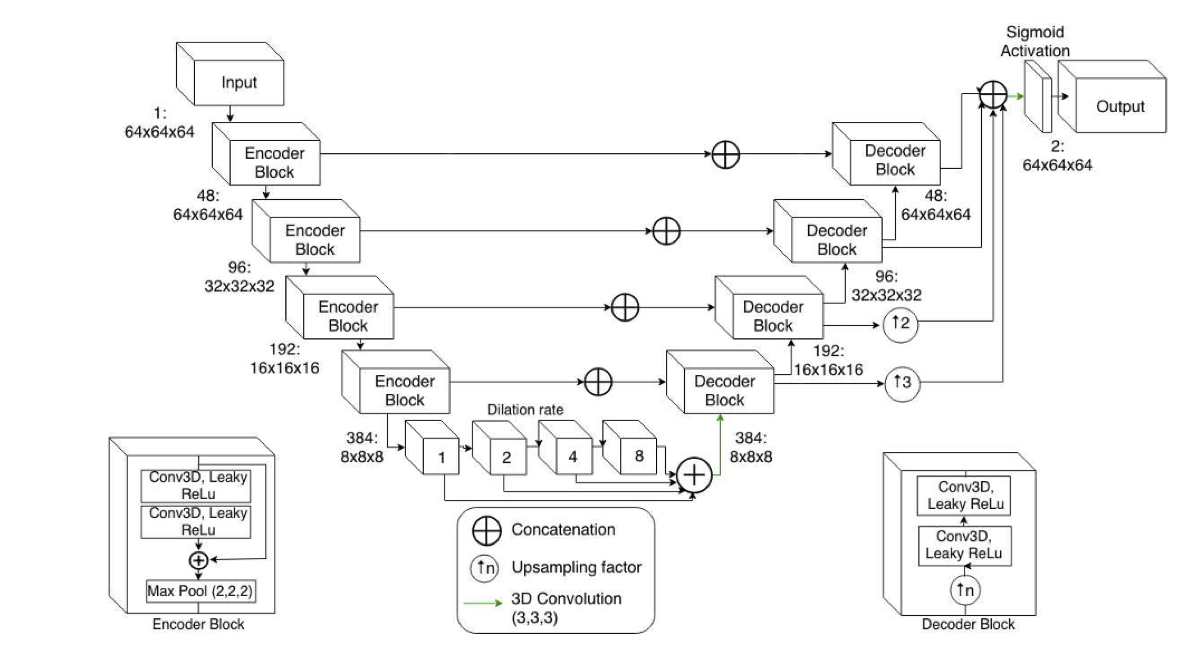 Sigmoid
Activation
Input
Output
1:
64x64x64
2:
64x64x64
Encoder
Block
Decoder
Block
48:
64x64x64
48:
64x64x64
Encoder
Block
Decoder
Block
96:
32x32x32
96:
32x32x32
Encoder
Block
Decoder
Block
↑2
192:
16x16x16
192:
16x16x16
Encoder
Block
Decoder
Block
↑3
Dilation rate
384:
8x8x8
1
2
4
8
384:
8x8x8
Conv3D, Leaky
ReLu
Conv3D, Leaky
ReLu
Max Pool (2,2,2)
Encoder Block
Concatenation
↑n
Upsampling factor
3D Convolution
(3,3,3)
Conv3D,
Leaky ReLu
Conv3D,
Leaky ReLu
↑n
Decoder Block